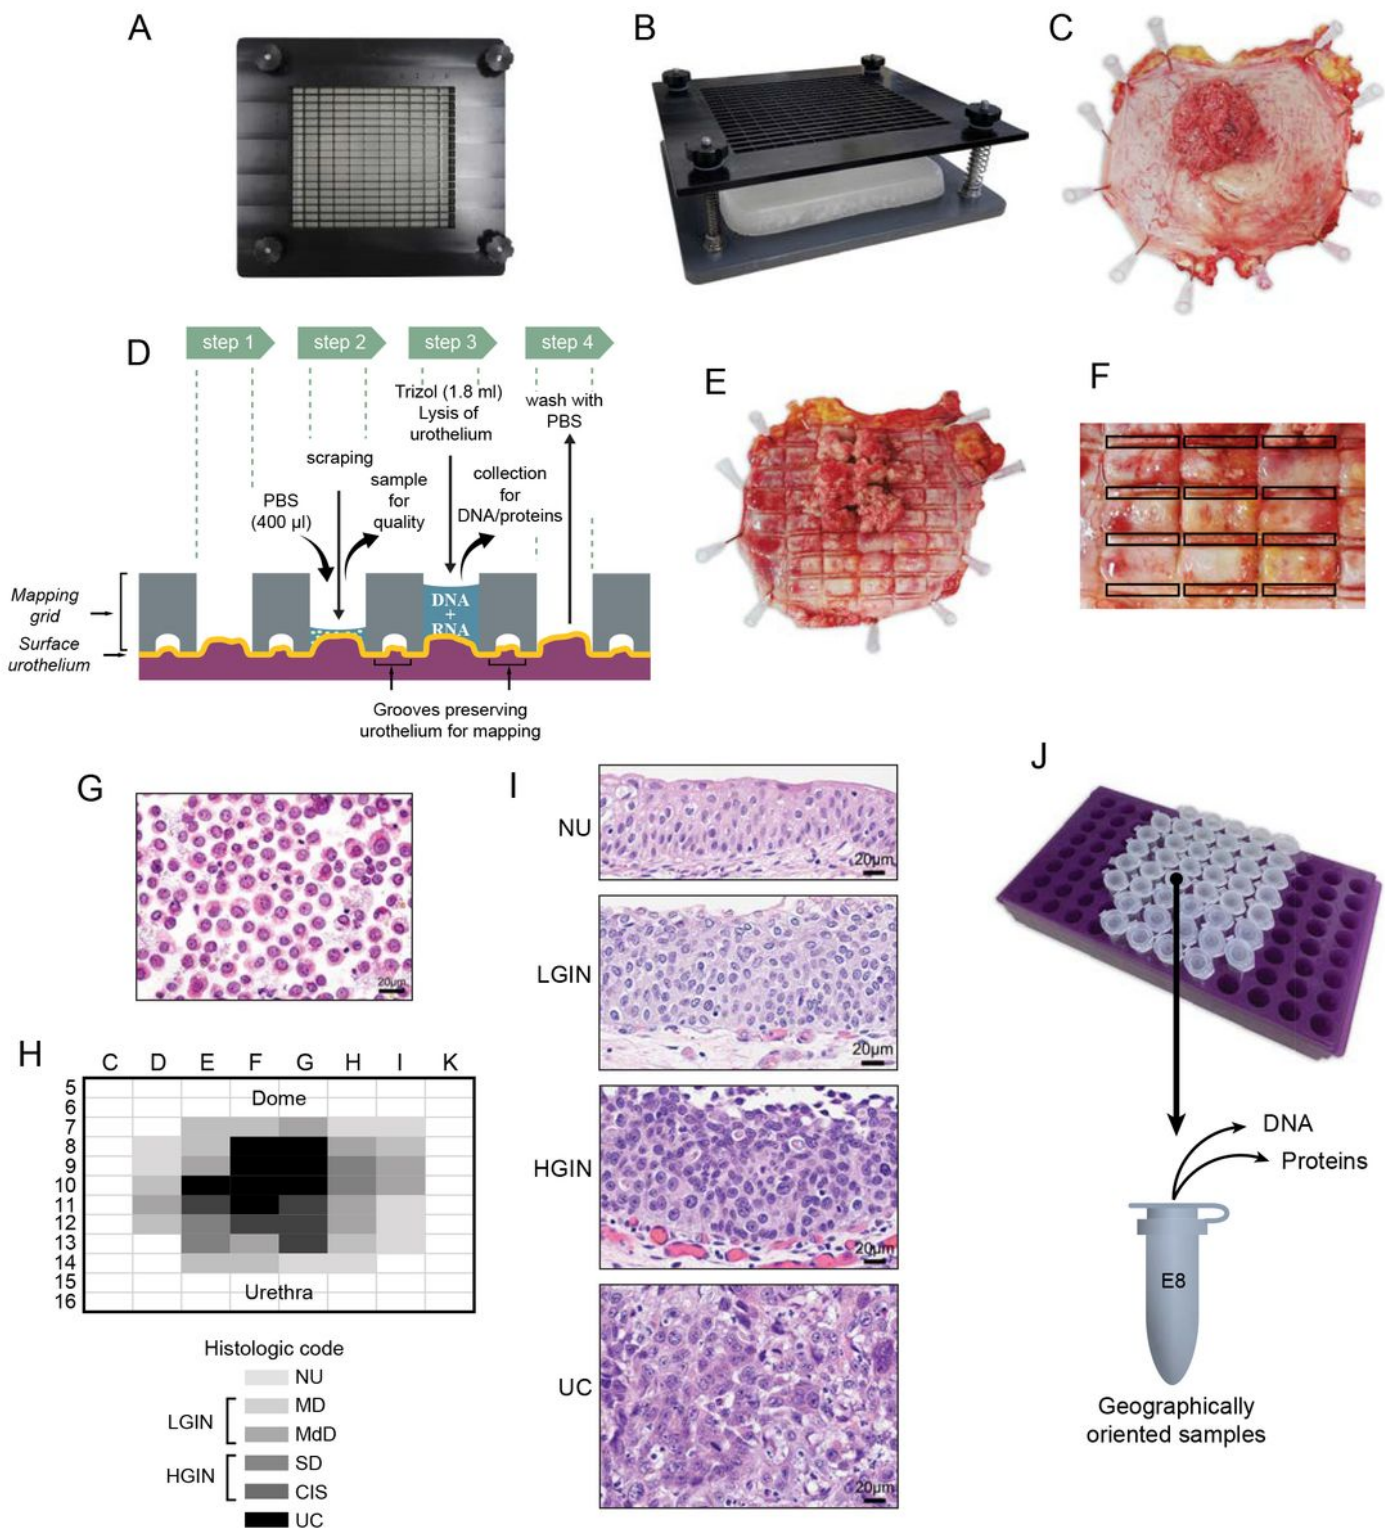 A
B
C
D
step 1
step 2
step 3
step 4
Trizol (1.8 ml)
Lysis of
urothelium
wash with
PBS
scraping
PBS
(400 µl)
sample
for
quality
collection
for
DNA/proteins
Mapping
grid
Surface
urothelium
DNA
+
RNA
Grooves preserving
urothelium for mapping
E
F
G
20µm
H
C D E F G H I K
5
6
7
8
9
10
11
12
13
14
15
16
Dome
Urethra
Histologic code
NU
LGIN
MD
MdD
HGIN
SD
CIS
UC
I
NU
20µm
LGIN
20µm
HGIN
20µm
UC
20µm
J
DNA
Proteins
E8
Geographically
oriented samples